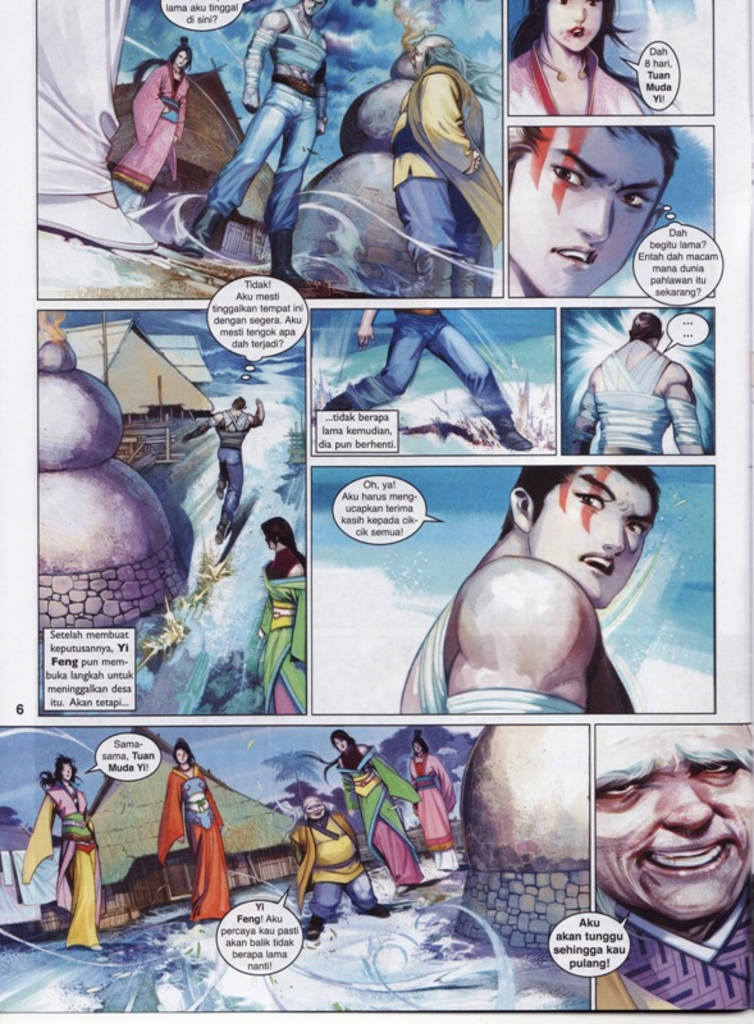 lama aku tinggal
di sini?
Dah
8 hari,
Tuan
Muda
Yi!
Dah
begitu lama?
Entah dah macam
mana dunia
pahlawan itu
sekarang?
Tidak!
Aku mesti
tinggalkan tempat ini
dengan segera. Aku
mesti tengok apa
dah terjadi?
Setelah membuat
keputusannya, Yi
Feng pun mem-
buka langkah untuk
meninggalkan desa
itu. Akan tetapi...
...tidak berapa
lama kemudian,
dia pun berhenti.
...
...
Oh, ya!
Aku harus meng-
ucapkan terima
kasih kepada cik-
cik semua!
6
Sama-
sama, Tuan
Muda Yi!
Yi
Feng! Aku
percaya kau pasti
akan balik tidak
berapa lama
nanti!
Aku
akan tunggu
sehingga kau
pulang!